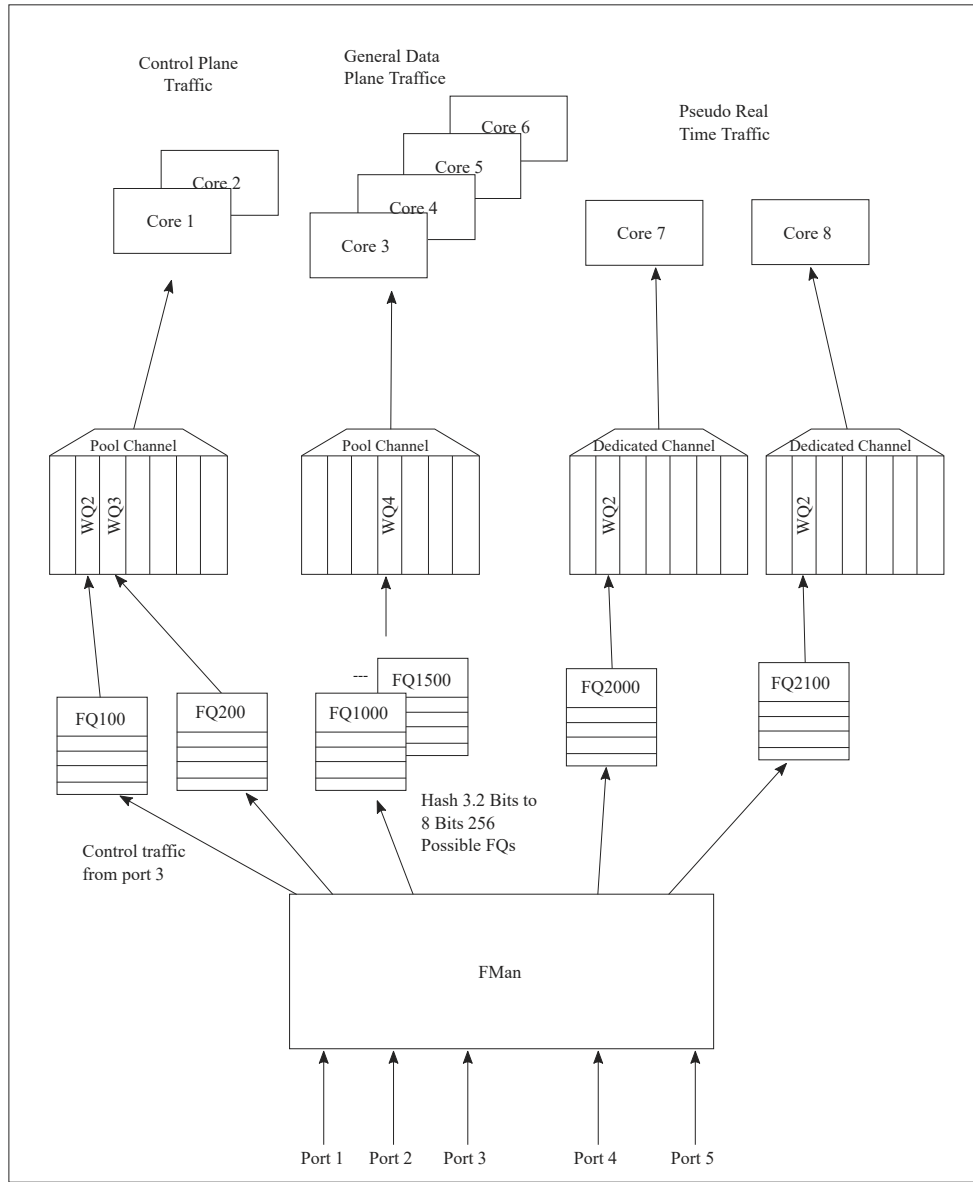 Control Plane
Traffic
General Data
Plane Traffice
Pseudo Real
Time Traffic
Core 6
Core 5
Core 2
Core 4
Core 1
Core 3
Core 7
Core 8
Pool Channel
Pool Channel
Dedicated Channel
Dedicated Channel
WQ2
WQ3
WQ4
WQ2
WQ2
---
FQ100
FQ200
FQ1000
FQ1500
FQ2000
FQ2100
Hash 3.2 Bits to
8 Bits 256
Possible FQs
Control traffic
from port 3
FMan
Port 1
Port 2
Port 3
Port 4
Port 5